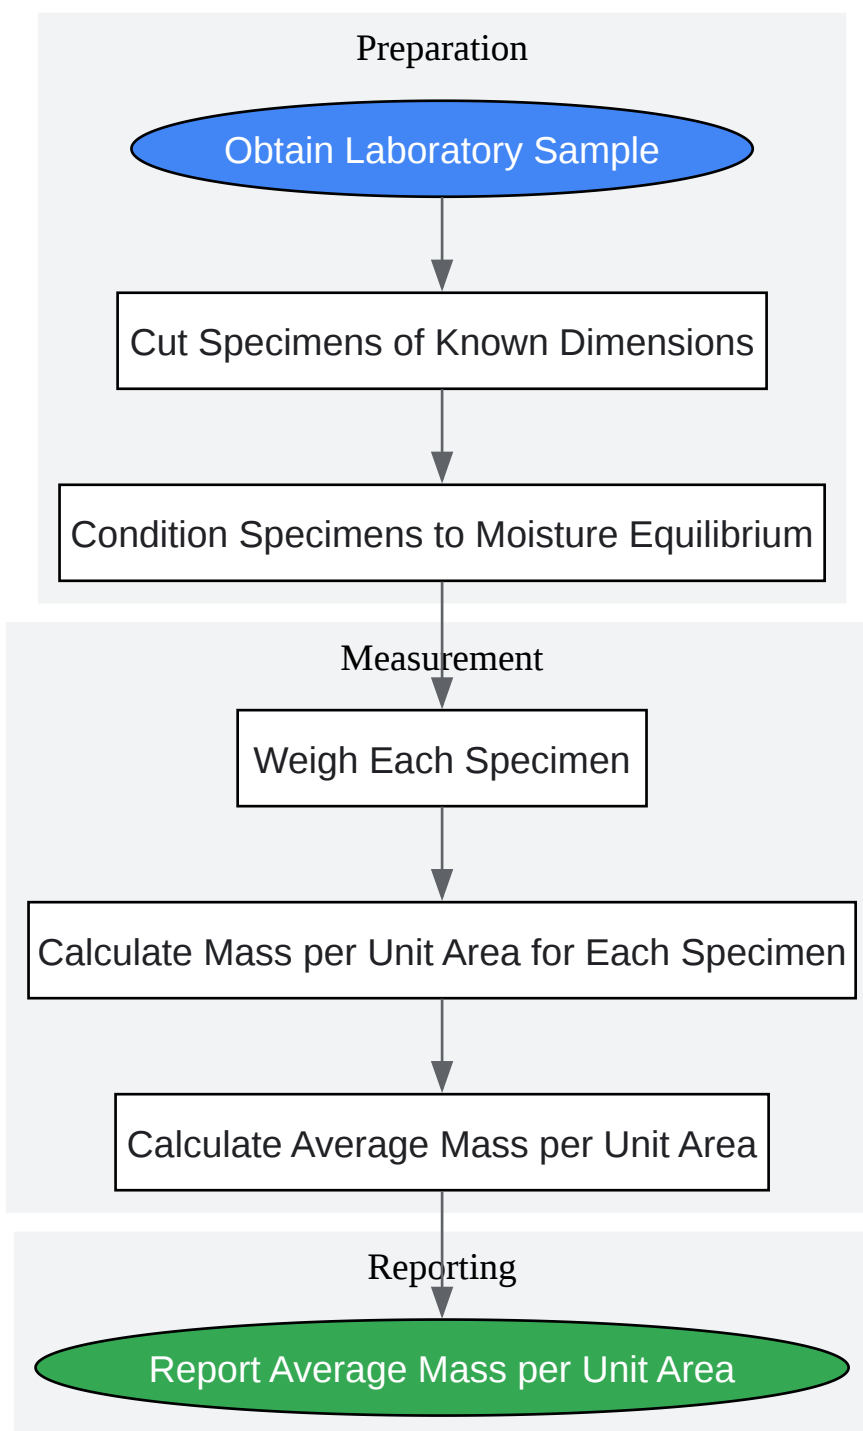 Preparation
Obtain Laboratory Sample
Cut Specimens of Known Dimensions
Condition Specimens to Moisture Equilibrium
Measurement
Weigh Each Specimen
Calculate Mass per Unit Area for Each Specimen
Calculate Average Mass per Unit Area
Reporting
Report Average Mass per Unit Area